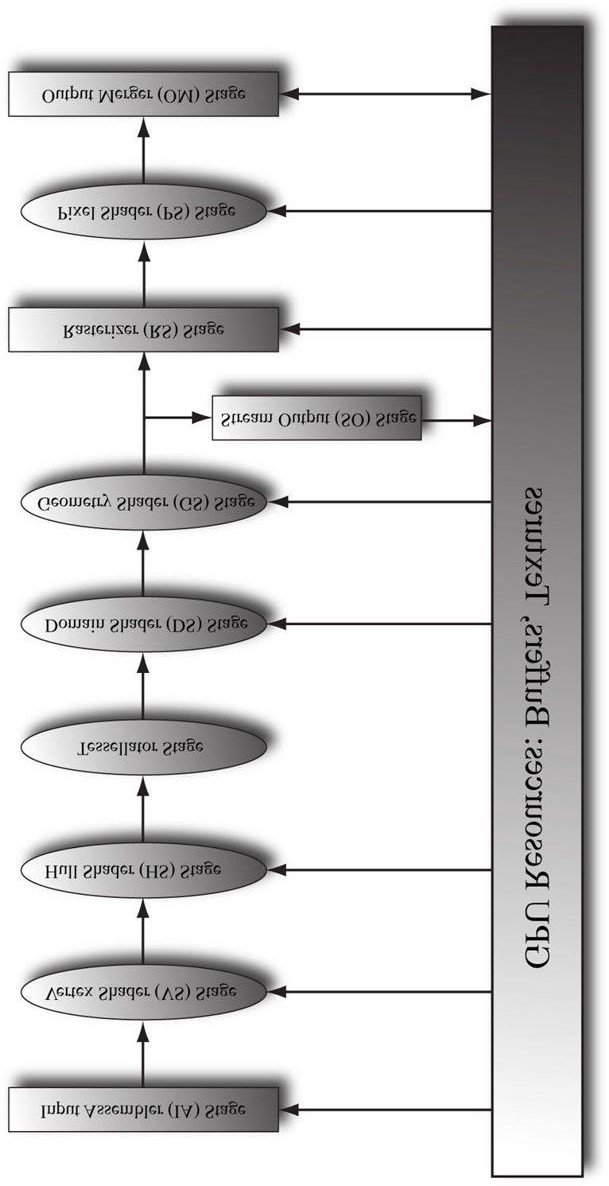 Input Assembler (IA) Stage
Vertex Shader (VS) Stage
Hull Shader (HS) Stage
Tessellator Stage
Domain Shader (DS) Stage
Geometry Shader (GS) Stage
Stream Output (SO) Stage
Rasterizer (RS) Stage
Pixel Shader (PS) Stage
Output Merger (OM) Stage
GPU Resources: Buffers, Textures